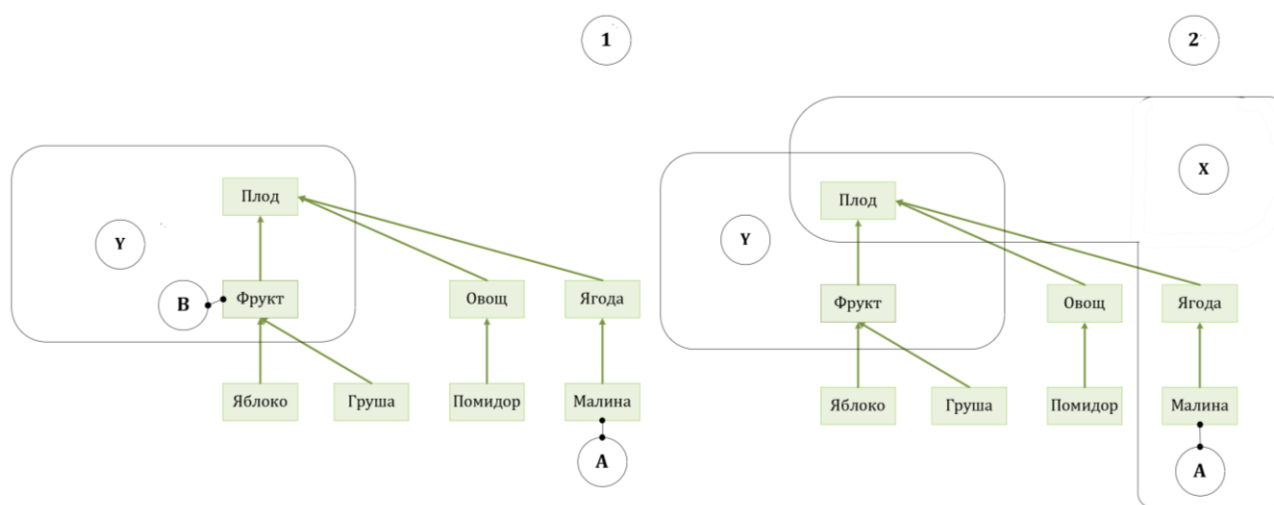 1
Плод
Y
B
Фрукт
Овощ
Ягода
Яблоко
Груша
Помидор
Малина
A
2
X
Плод
Y
Фрукт
Овощ
Ягода
Яблоко
Груша
Помидор
Малина
A